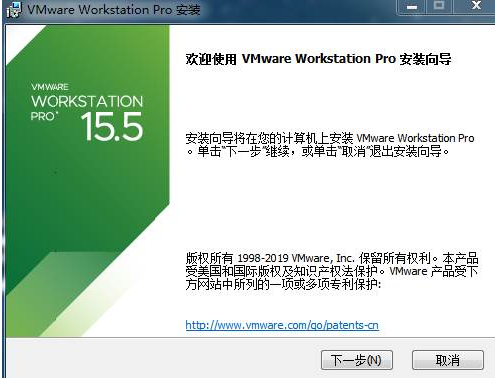 VMware Workstation Pro 安装
VMWARE
WORKSTATION
PRO™
15.5
欢迎使用 VMware Workstation Pro 安装向导
安装向导将在您的计算机上安装 VMware Workstation Pro
。单击“下一步”继续，或单击“取消”退出安装向导。
版权所有 1998-2019 VMware, Inc. 保留所有权利。本产品
受美国和国际版权及知识产权法保护。VMware 产品受下
方网站中所列的一项或多项专利保护:
http://www.vmware.com/go/patents-cn
下一步(N)
取消